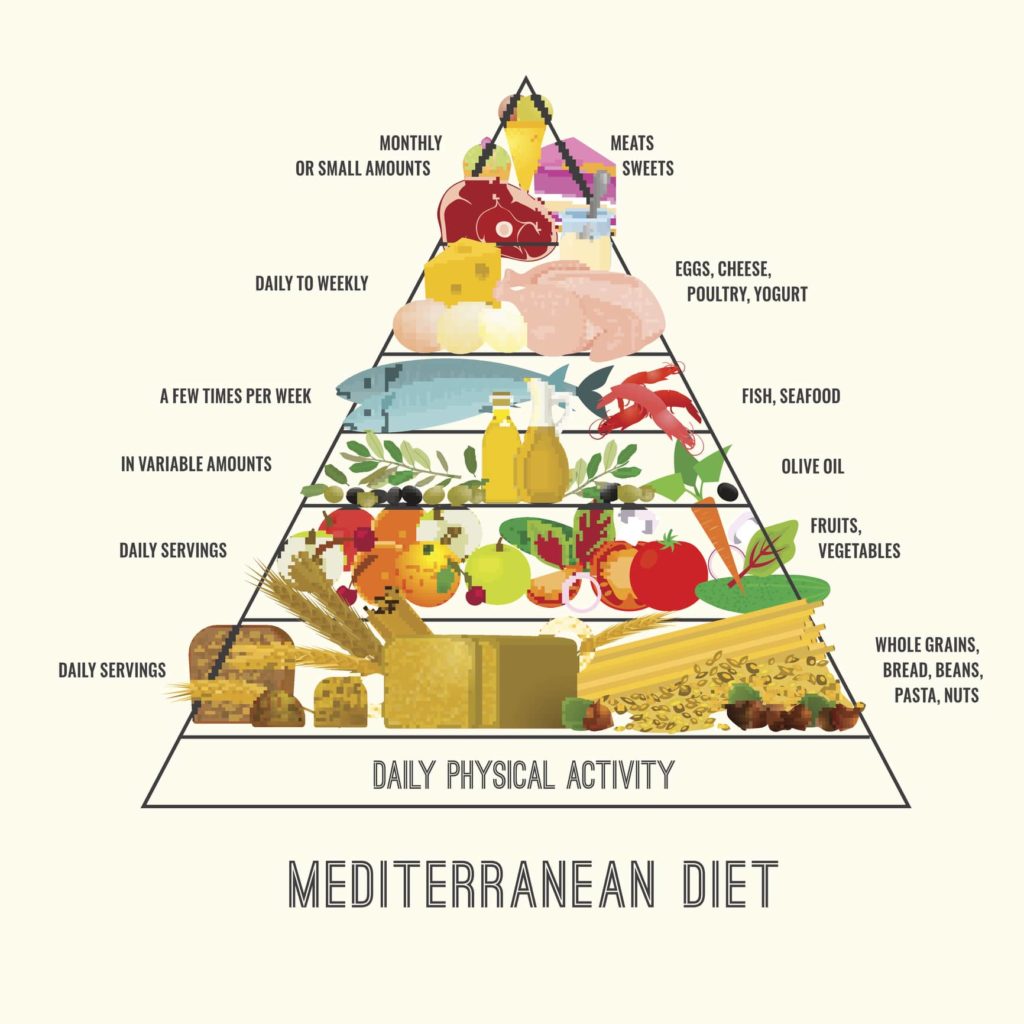 MONTHLY
OR SMALL AMOUNTS
MEATS
SWEETS
DAILY TO WEEKLY
EGGS, CHEESE,
POULTRY, YOGURT
A FEW TIMES PER WEEK
FISH, SEAFOOD
IN VARIABLE AMOUNTS
OLIVE OIL
DAILY SERVINGS
FRUITS,
VEGETABLES
DAILY SERVINGS
WHOLE GRAINS,
BREAD, BEANS,
PASTA, NUTS
DAILY PHYSICAL ACTIVITY
MEDITERRANEAN DIET